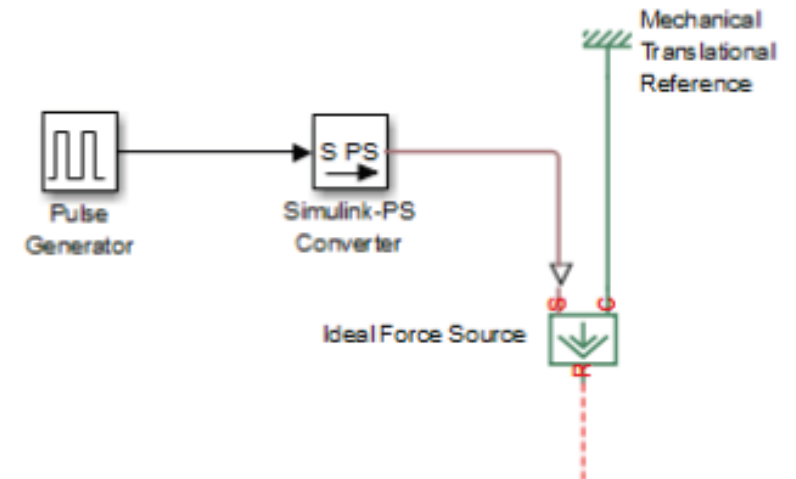 Mechanical
Translational
Reference
S PS
Pulse
Generator
Simulink-PS
Converter
S
C
Ideal Force Source
R